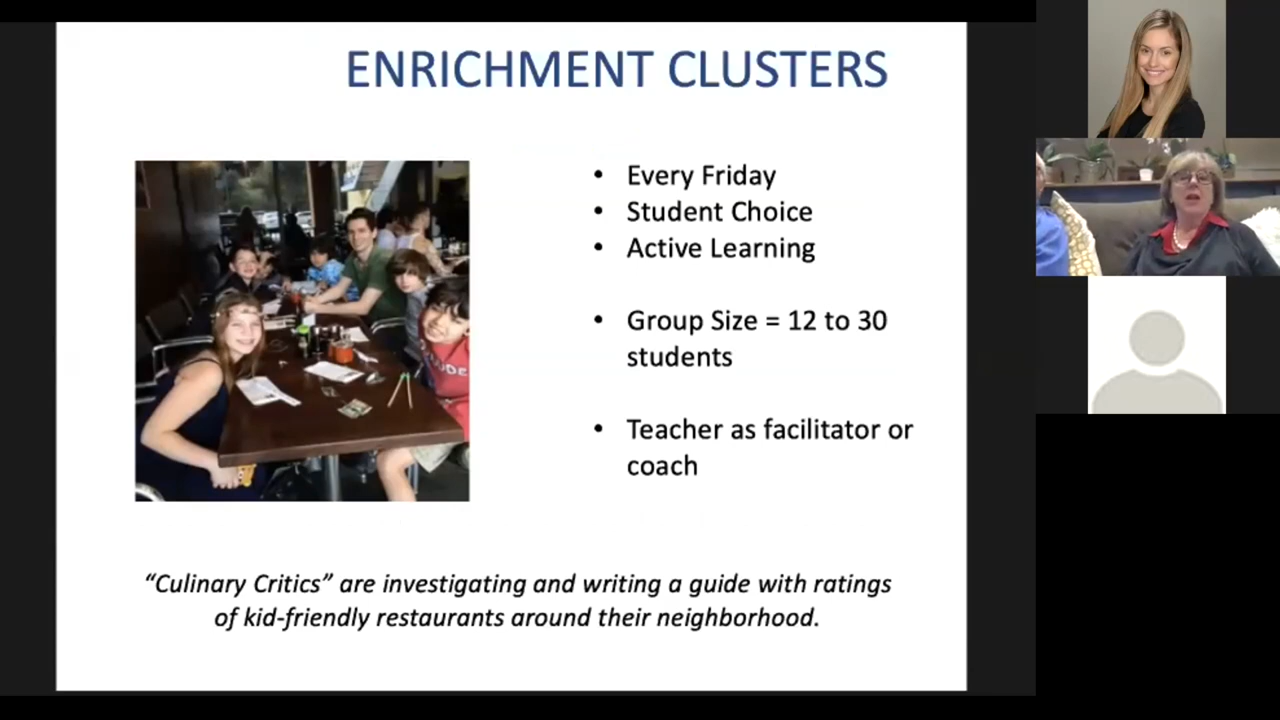 ENRICHMENT CLUSTERS
• Every Friday
• Student Choice
• Active Learning
• Group Size = 12 to 30
students
• Teacher as facilitator or
coach
“Culinary Critics” are investigating and writing a guide with ratings
of kid-friendly restaurants around their neighborhood.